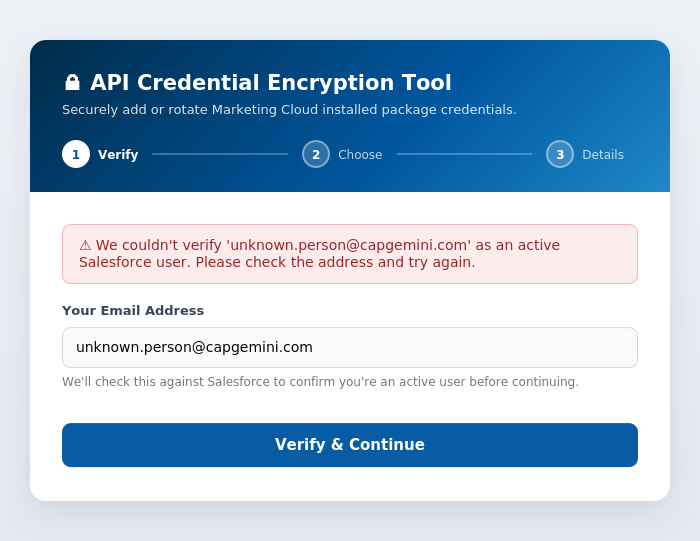 🔒 API Credential Encryption Tool
Securely add or rotate Marketing Cloud installed package credentials.
1 Verify 2 Choose 3 Details
⚠ We couldn't verify 'unknown.person@capgemini.com' as an active
Salesforce user. Please check the address and try again.
Your Email Address
unknown.person@capgemini.com
We'll check this against Salesforce to confirm you're an active user before continuing.
Verify & Continue